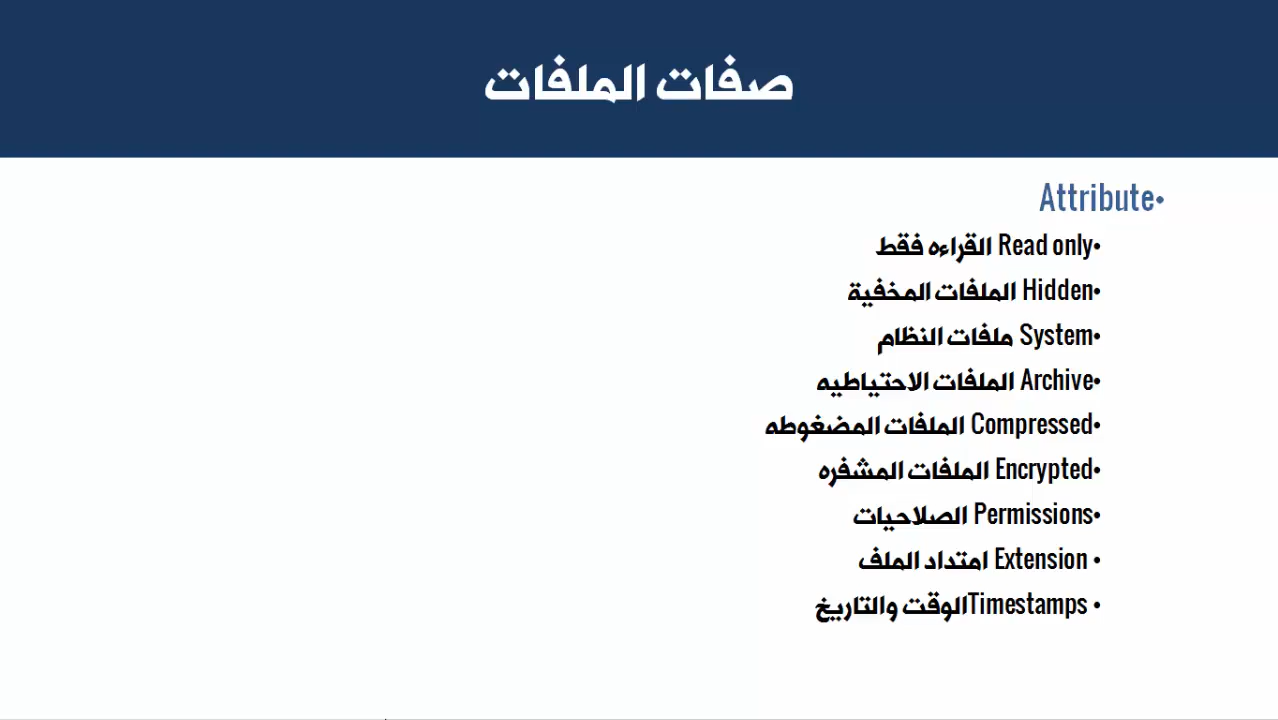 صفات الملفات
•Attribute
•Read only القراءه فقط
•Hidden الملفات المخفية
•System ملفات النظام
•Archive الملفات الاحتياطيه
•Compressed الملفات المضغوطه
•Encrypted الملفات المشفره
•Permissions الصلاحيات
• Extension امتداد الملف
• Timestampsالوقت والتاريخ